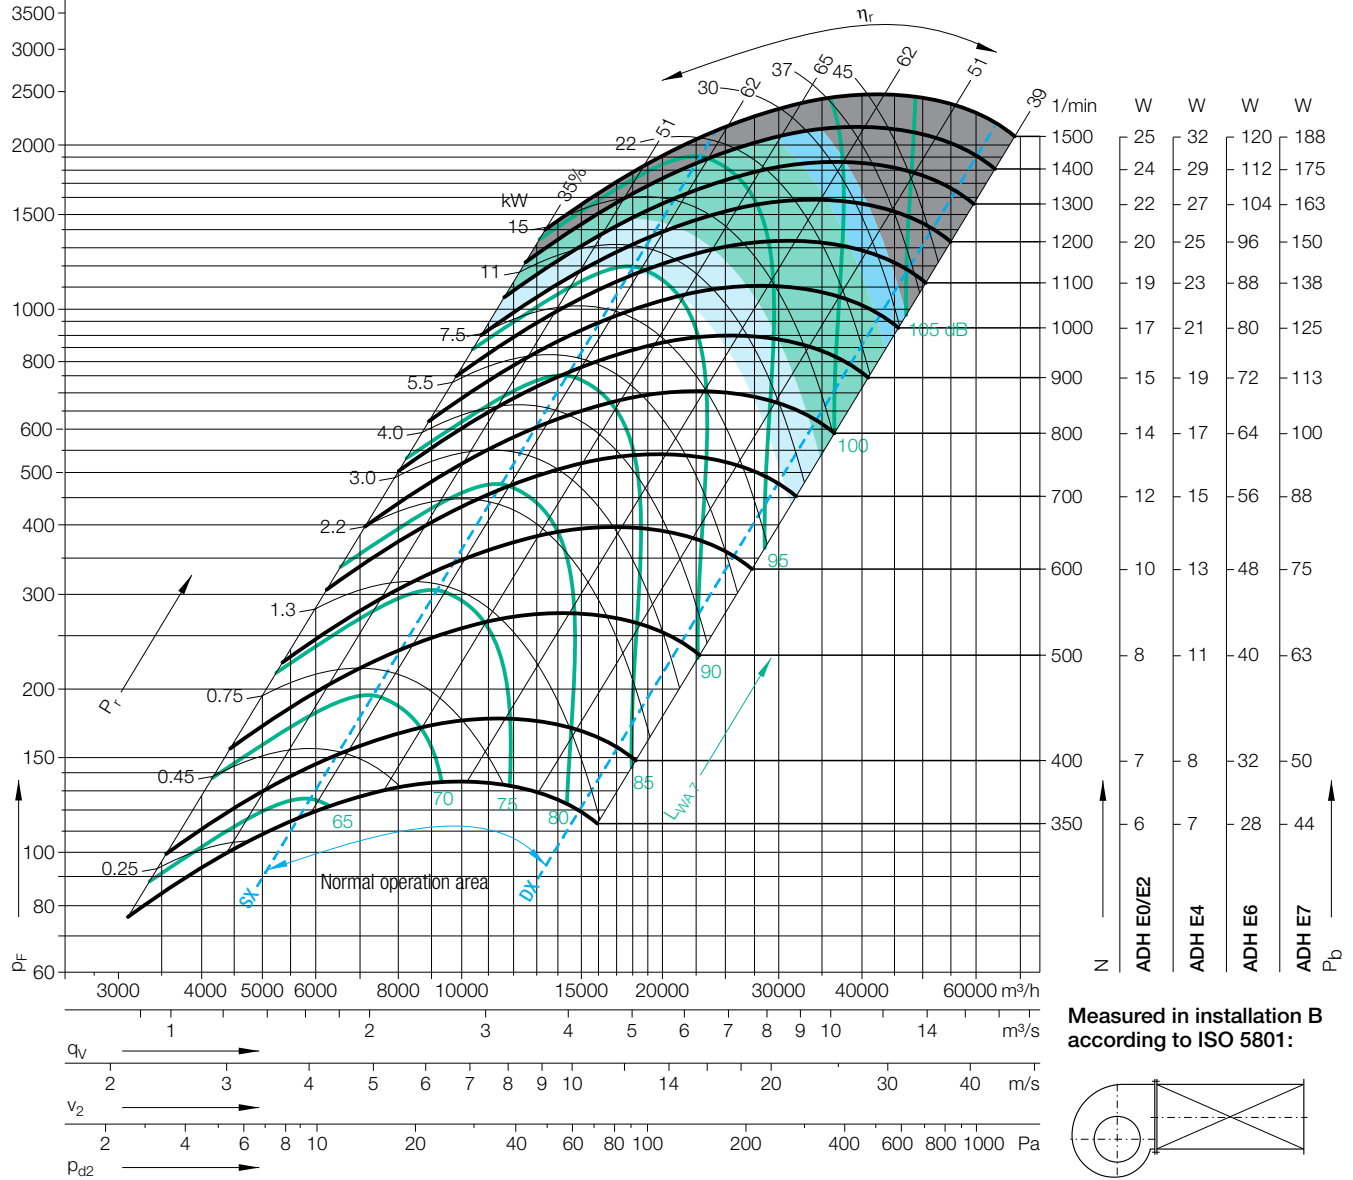 3500
3000
2500
2000
1500
1000
800
600
500
400
300
200
150
100
80
60
pF
Pr
ηr
35%
51
62
65
62
51
39
kW
45
37
30
22
15
11
7.5
5.5
4.0
3.0
2.2
1.3
0.75
0.45
0.25
105 dB
100
95
90
85
80
75
70
65
LWA 7
SX
Normal operation area
DX
1/min W W W W
1500 25 32 120 188
1400 24 29 112 175
1300 22 27 104 163
1200 20 25 96 150
1100 19 23 88 138
1000 17 21 80 125
900 15 19 72 113
800 14 17 64 100
700 12 15 56 88
600 10 13 48 75
500 8 11 40 63
400 7 8 32 50
350 6 7 28 44
N ADH E0/E2 ADH E4 ADH E6 ADH E7 Pb
3000 4000 5000 6000 8000 10000 15000 20000 30000 40000 60000 m³/h
1 2 3 4 5 6 7 8 9 10 14 m³/s
qV
2 3 4 5 6 7 8 9 10 14 20 30 40 m/s
v2
2 4 6 8 10 20 40 60 80 100 200 400 600 800 1000 Pa
pd2
Measured in installation B
according to ISO 5801: